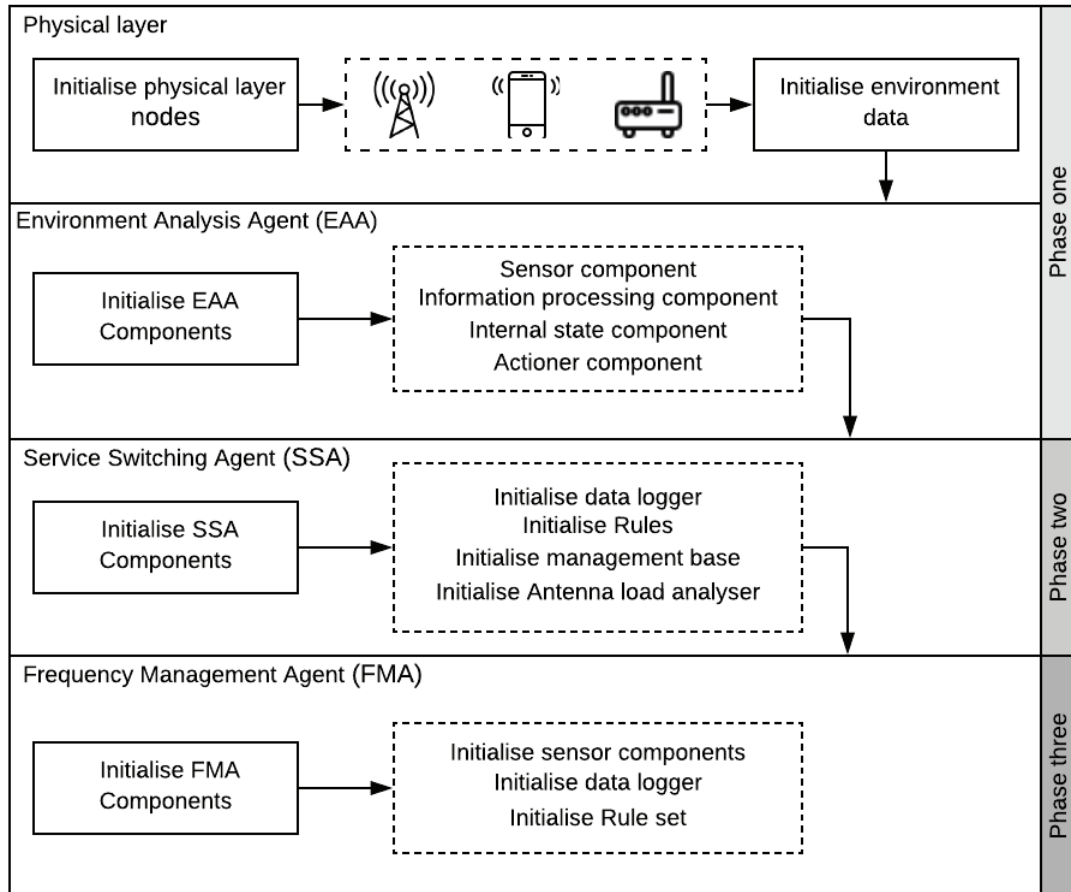 Physical layer
Initialise physical layer
nodes
Initialise environment
data
Phase one
Environment Analysis Agent (EAA)
Initialise EAA
Components
Sensor component
Information processing component
Internal state component
Actioner component
Service Switching Agent (SSA)
Initialise SSA
Components
Initialise data logger
Initialise Rules
Initialise management base
Initialise Antenna load analyser
Phase two
Frequency Management Agent (FMA)
Initialise FMA
Components
Initialise sensor components
Initialise data logger
Initialise Rule set
Phase three